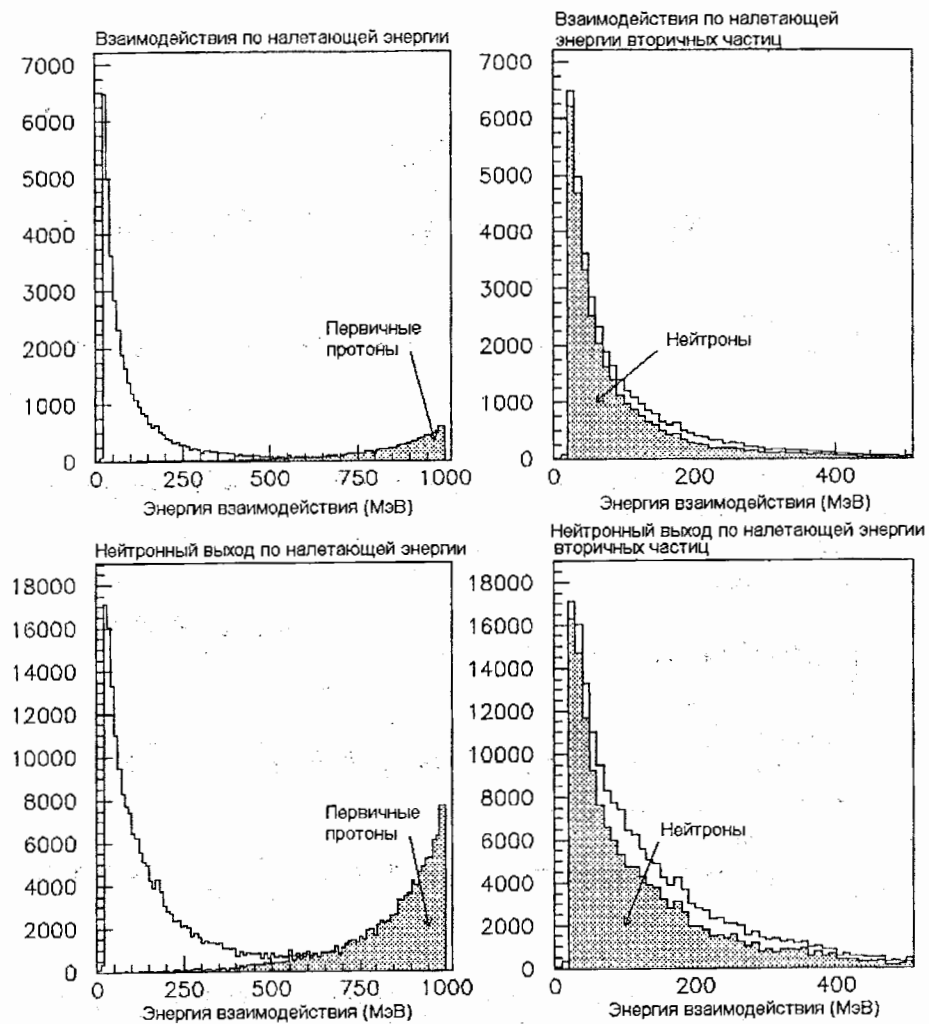 Взаимодействия по налетающей энергии
7000
6000
5000
4000
3000
2000
1000
0
Первичные
протоны
0 250 500 750 1000
Энергия взаимодействия (МэВ)
Взаимодействия по налетающей
энергии вторичных частиц
7000
6000
5000
4000
3000
2000
1000
0
Нейтроны
0 200 400
Энергия взаимодействия (МэВ)
Нейтронный выход по налетающей энергии
18000
16000
14000
12000
10000
8000
6000
4000
2000
0
Первичные
протоны
0 250 500 750 1000
Энергия взаимодействия (МэВ)
Нейтронный выход по налетающей энергии
вторичных частиц
18000
16000
14000
12000
10000
8000
6000
4000
2000
0
Нейтроны
0 200 400
Энергия взаимодействия (МэВ)